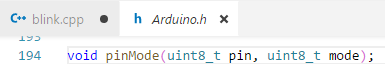 blink.cpp Arduino.h
193
194 void pinMode(uint8_t pin, uint8_t mode);